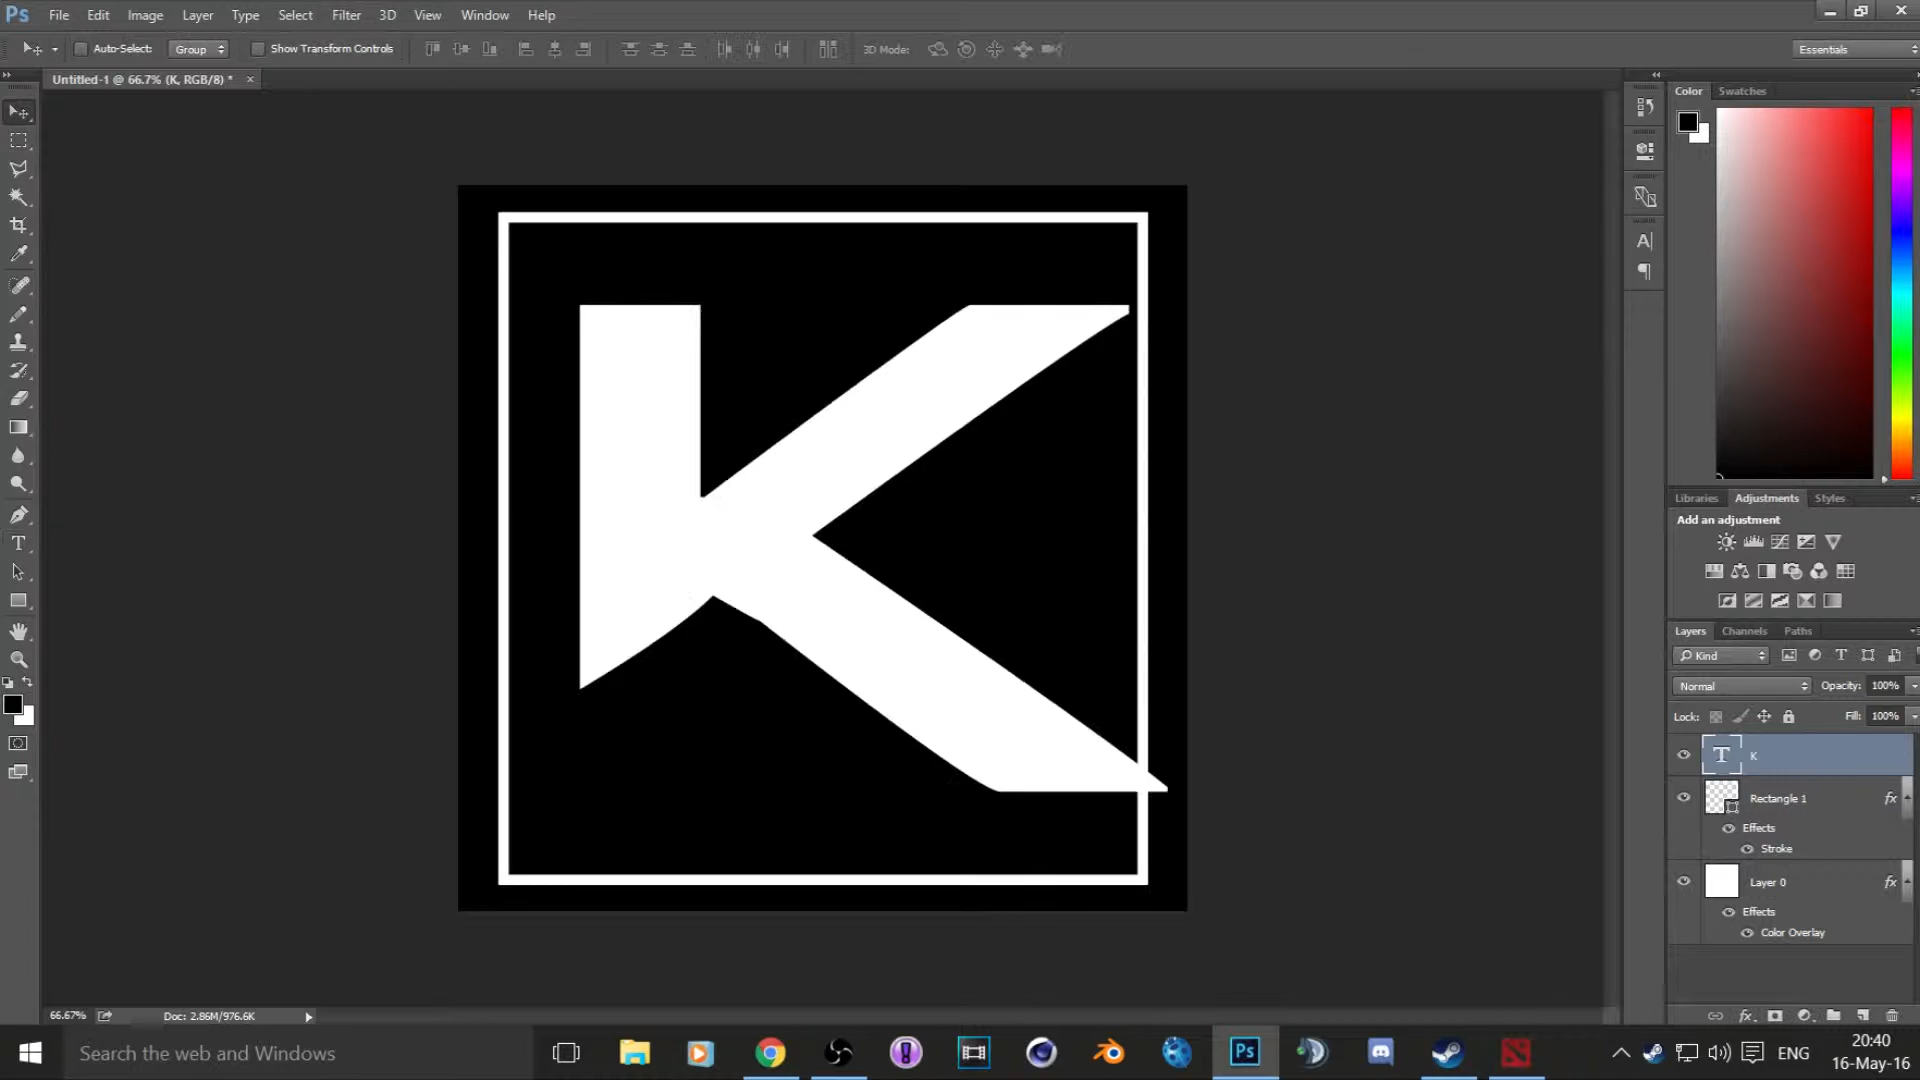 Ps File Edit Image Layer Type Select Filter 3D View Window Help
Auto-Select: Group Show Transform Controls 3D Mode: Essentials
Untitled-1 @ 66.7% (K, RGB/8) * ×
Color Swatches
K
Libraries Adjustments Styles
Add an adjustment
Layers Channels Paths
Kind
Normal Opacity: 100%
Lock: Fill: 100%
T K
Rectangle 1 fx
Effects
Stroke
Layer 0 fx
Effects
Color Overlay
66.67% Doc: 2.86M/976.6K
Search the web and Windows
Ps
ENG
20:40
16-May-16